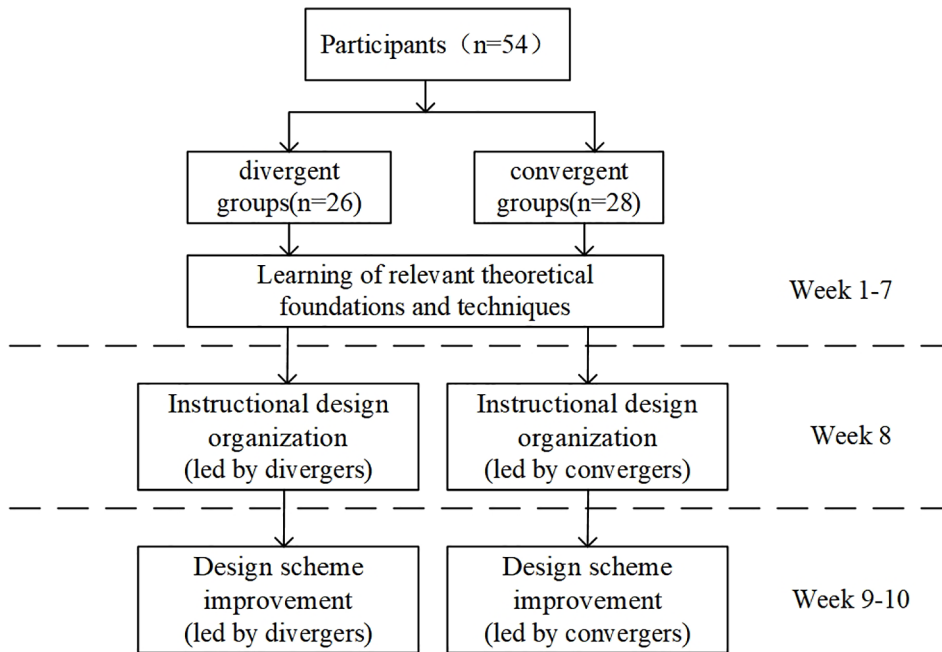 Participants（n=54）
divergent
groups(n=26)
convergent
groups(n=28)
Learning of relevant theoretical
foundations and techniques
Week 1-7
Instructional design
organization
(led by divergers)
Instructional design
organization
(led by convergers)
Week 8
Design scheme
improvement
(led by divergers)
Design scheme
improvement
(led by convergers)
Week 9-10